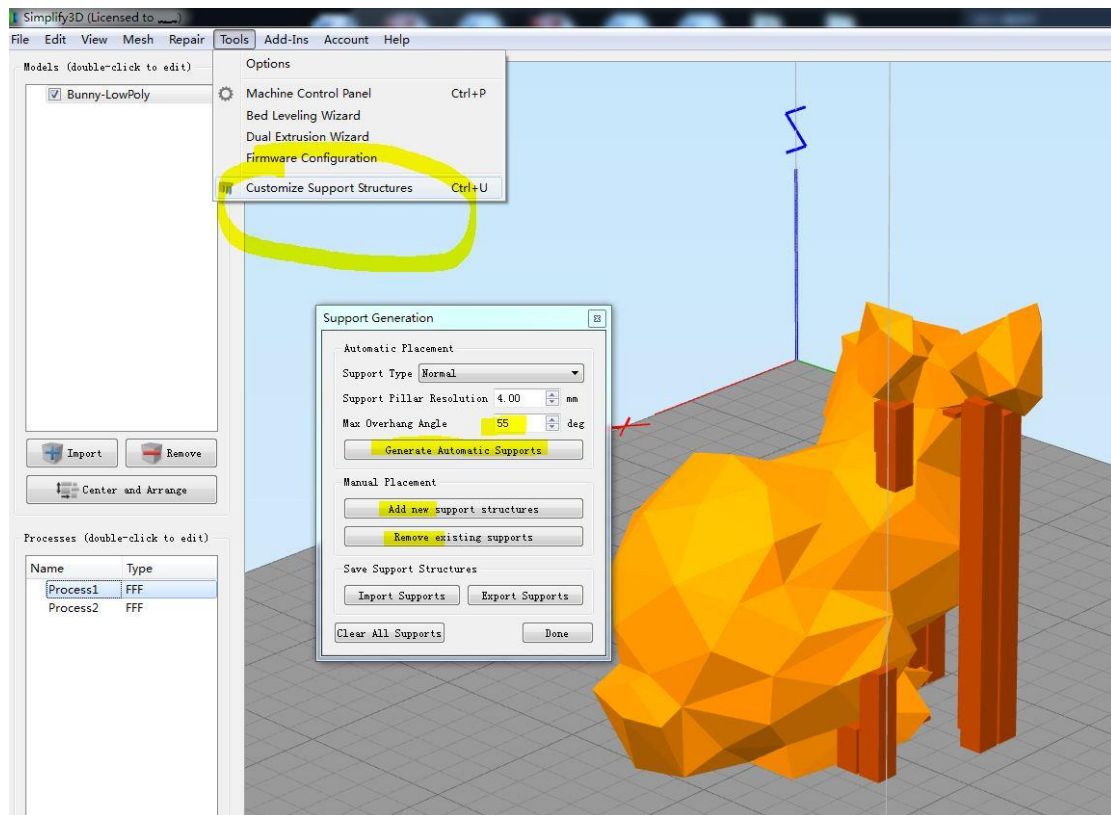 Simplify3D (Licensed to
File Edit View Mesh Repair Tools Add-Ins Account Help
Models (double-click to edit)
Bunny-LowPoly
Options
Machine Control Panel Ctrl+P
Bed Leveling Wizard
Dual Extrusion Wizard
Firmware Configuration
Customize Support Structures Ctrl+U
Support Generation
Automatic Placement
Support Type Normal
Support Pillar Resolution 4.00 mm
Max Overhang Angle 55 deg
Generate Automatic Supports
Manual Placement
Add new support structures
Remove existing supports
Save Support Structures
Import Supports Export Supports
Clear All Supports Done
Import Remove
Center and Arrange
Processes (double-click to edit)
Name Type
Process1 FFF
Process2 FFF
Z
X